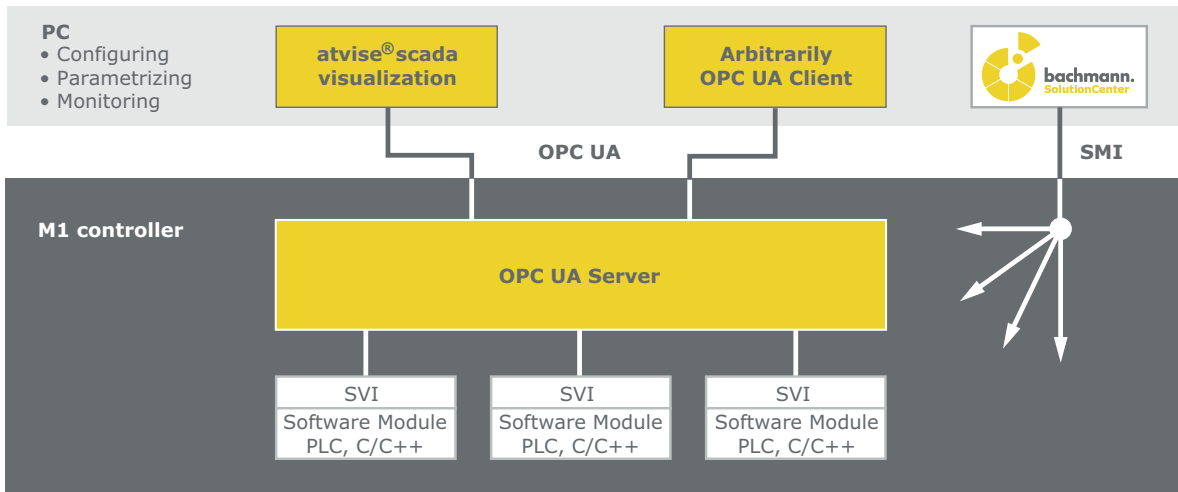 PC
• Configuring
• Parametrizing
• Monitoring
atvise® scada
visualization
Arbitrarily
OPC UA Client
bachmann.
SolutionCenter
OPC UA
SMI
M1 controller
OPC UA Server
SVI
Software Module
PLC, C/C++
SVI
Software Module
PLC, C/C++
SVI
Software Module
PLC, C/C++